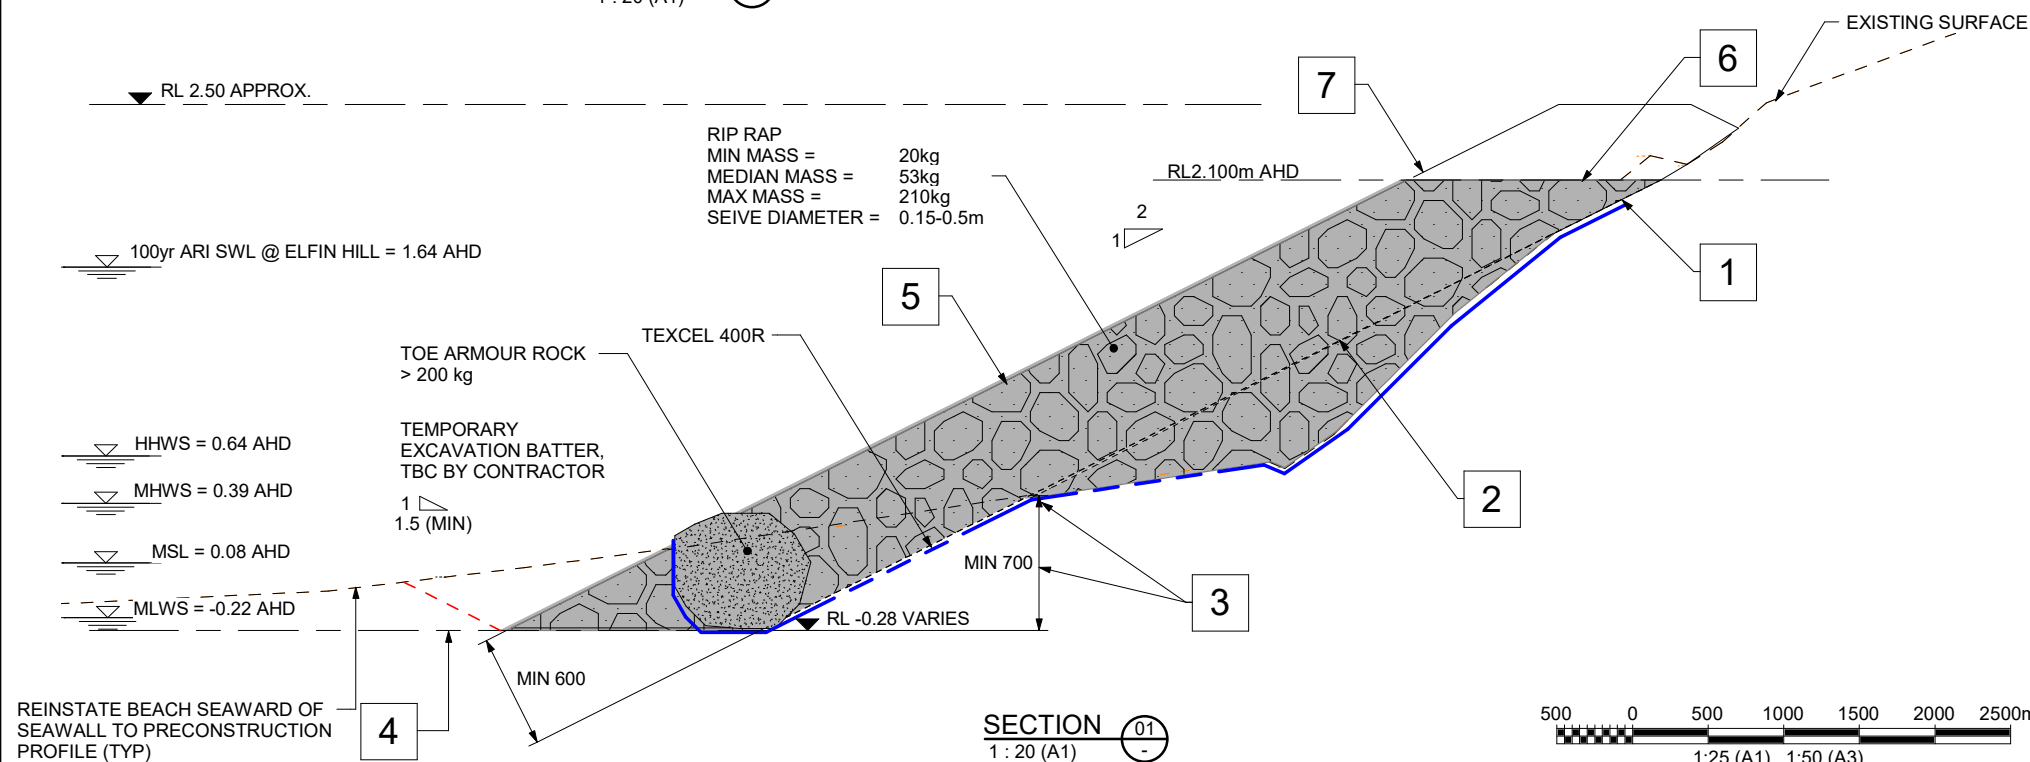 1 : 20 (A1)
EXISTING SURFACE
6
7
RL 2.50 APPROX.
RIP RAP
MIN MASS = 20kg
MEDIAN MASS = 53kg
MAX MASS = 210kg
SEIVE DIAMETER = 0.15-0.5m
RL2.100m AHD
2
1
100yr ARI SWL @ ELFIN HILL = 1.64 AHD
1
5
TEXCEL 400R
TOE ARMOUR ROCK
> 200 kg
TEMPORARY
EXCAVATION BATTER,
TBC BY CONTRACTOR
1
1.5 (MIN)
HHWS = 0.64 AHD
MHWS = 0.39 AHD
MSL = 0.08 AHD
MLWS = -0.22 AHD
2
MIN 700
3
RL -0.28 VARIES
MIN 600
REINSTATE BEACH SEAWARD OF
SEAWALL TO PRECONSTRUCTION
PROFILE (TYP)
4
SECTION 01
1 : 20 (A1) -
500 0 500 1000 1500 2000 2500m
1:25 (A1) 1:50 (A3)